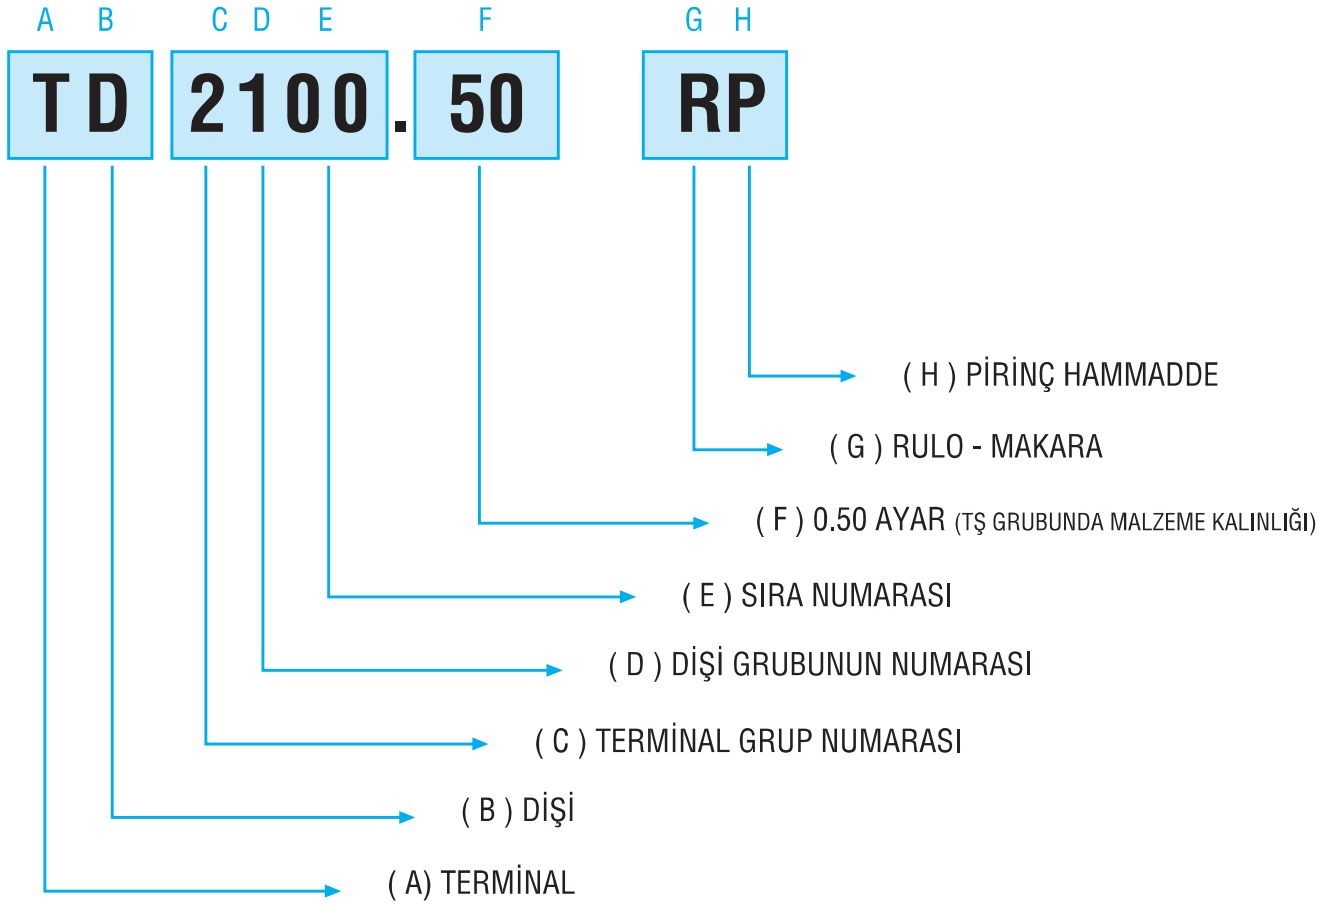 A B C D E F G H
TD 2100.50 RP
( H ) PİRİNÇ HAMMADDE
( G ) RULO - MAKARA
( F ) 0.50 AYAR (TŞ GRUBUNDA MALZEME KALINLIĞI)
( E ) SIRA NUMARASI
( D ) DİŞİ GRUBUNUN NUMARASI
( C ) TERMİNAL GRUP NUMARASI
( B ) DİŞİ
( A) TERMİNAL